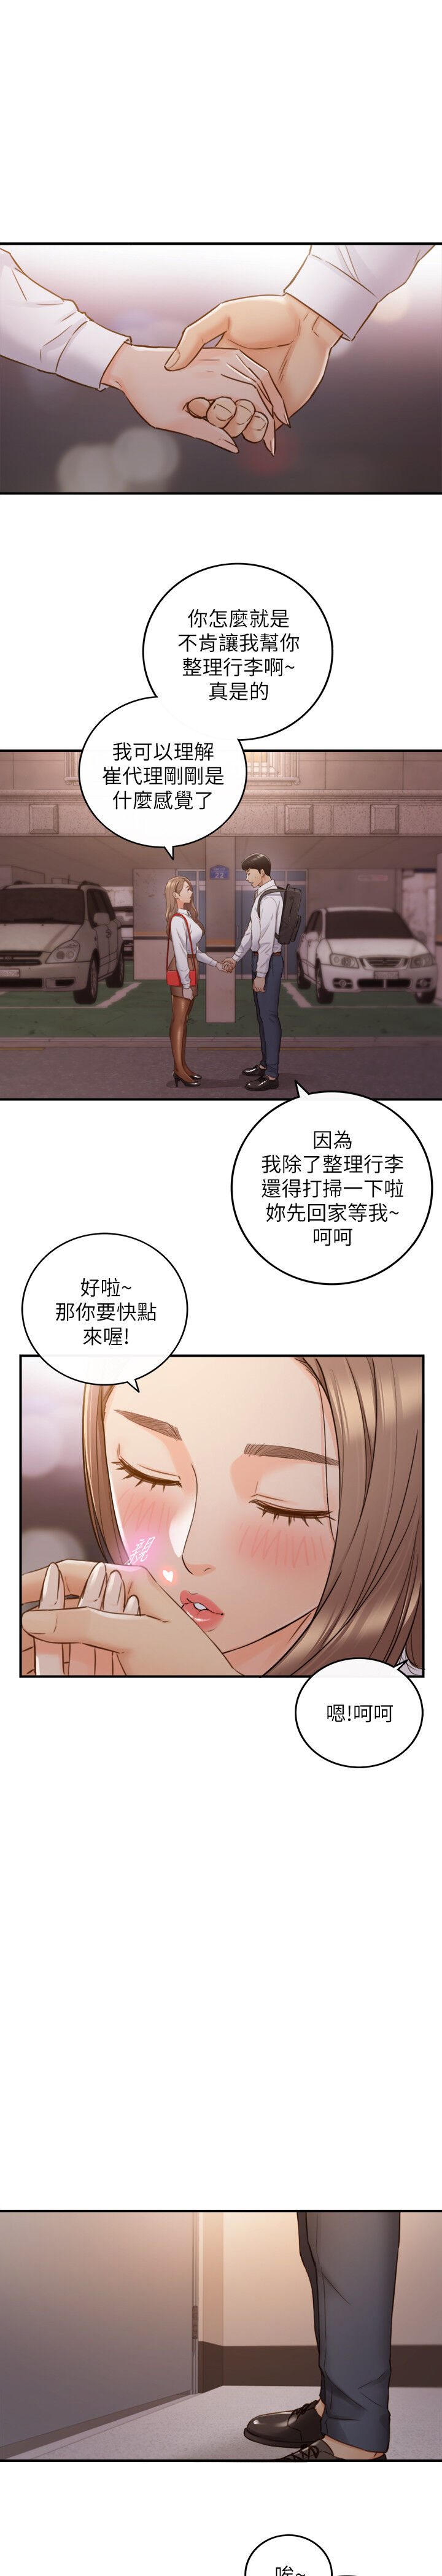 你怎麼就是
不肯讓我幫你
整理行李啊~
真是的
我可以理解
崔代理剛剛是
什麼感覺了
22
因為
我除了整理行李
還得打掃一下啦
妳先回家等我~
呵呵
好啦~
那你要快點
來喔!
親
嗯!呵呵
唉~